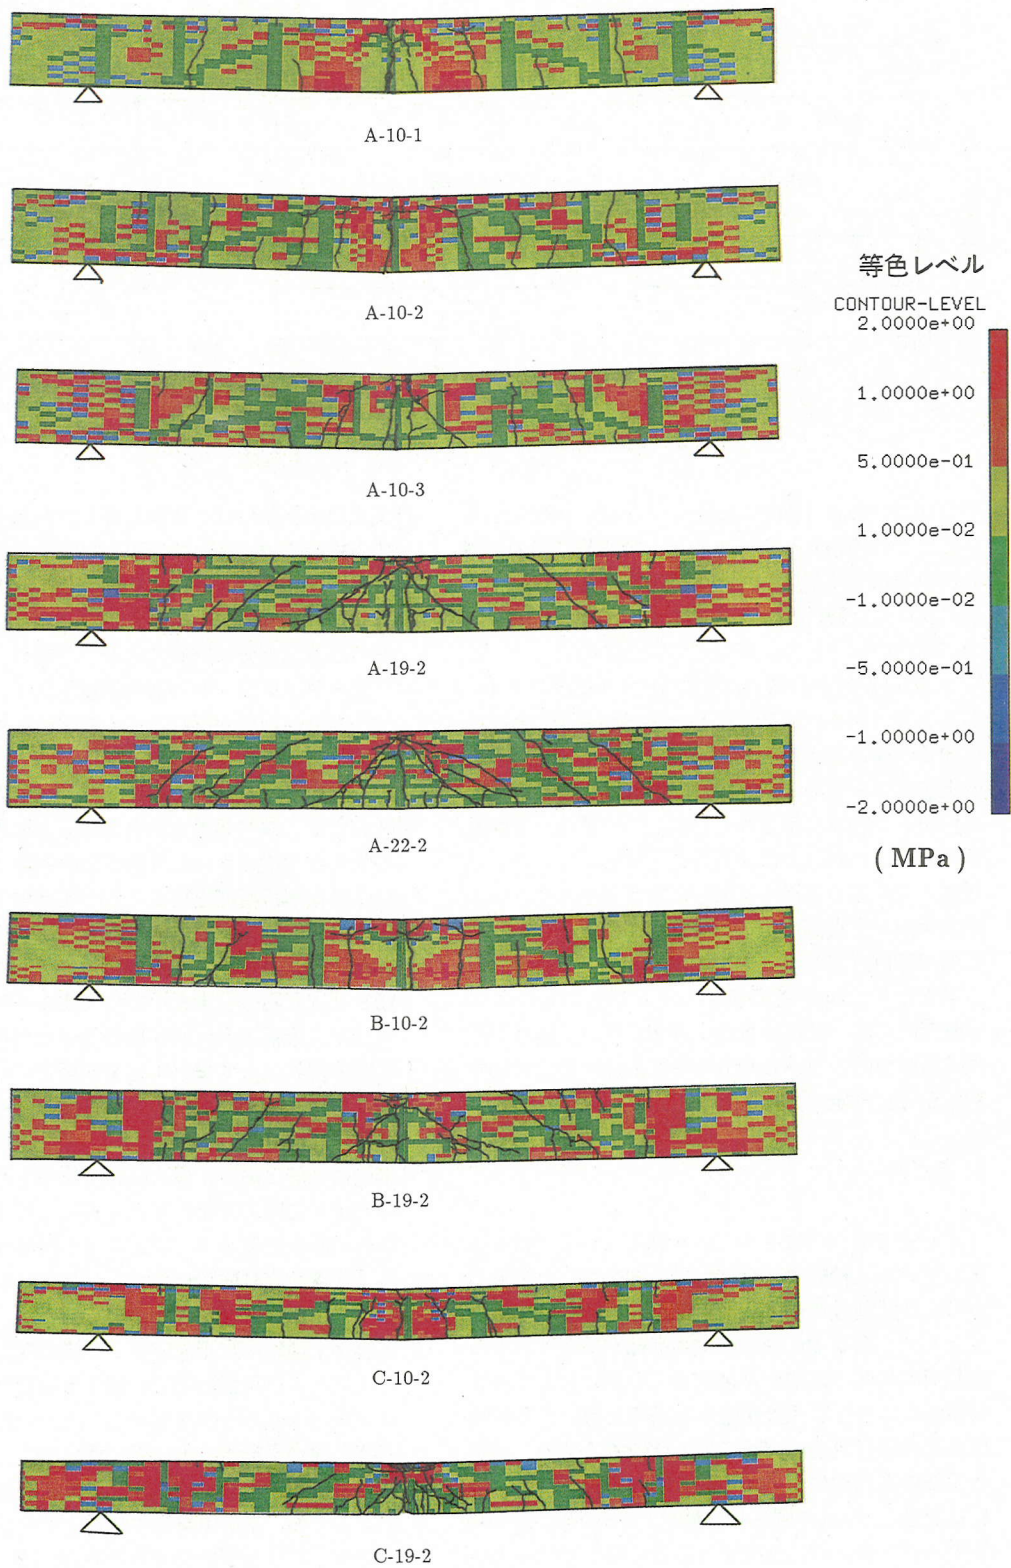 A-10-1
A-10-2
A-10-3
A-19-2
A-22-2
B-10-2
B-19-2
C-10-2
C-19-2
等色レベル
CONTOUR-LEVEL
2.0000e+00
1.0000e+00
5.0000e-01
1.0000e-02
-1.0000e-02
-5.0000e-01
-1.0000e+00
-2.0000e+00
( MPa )